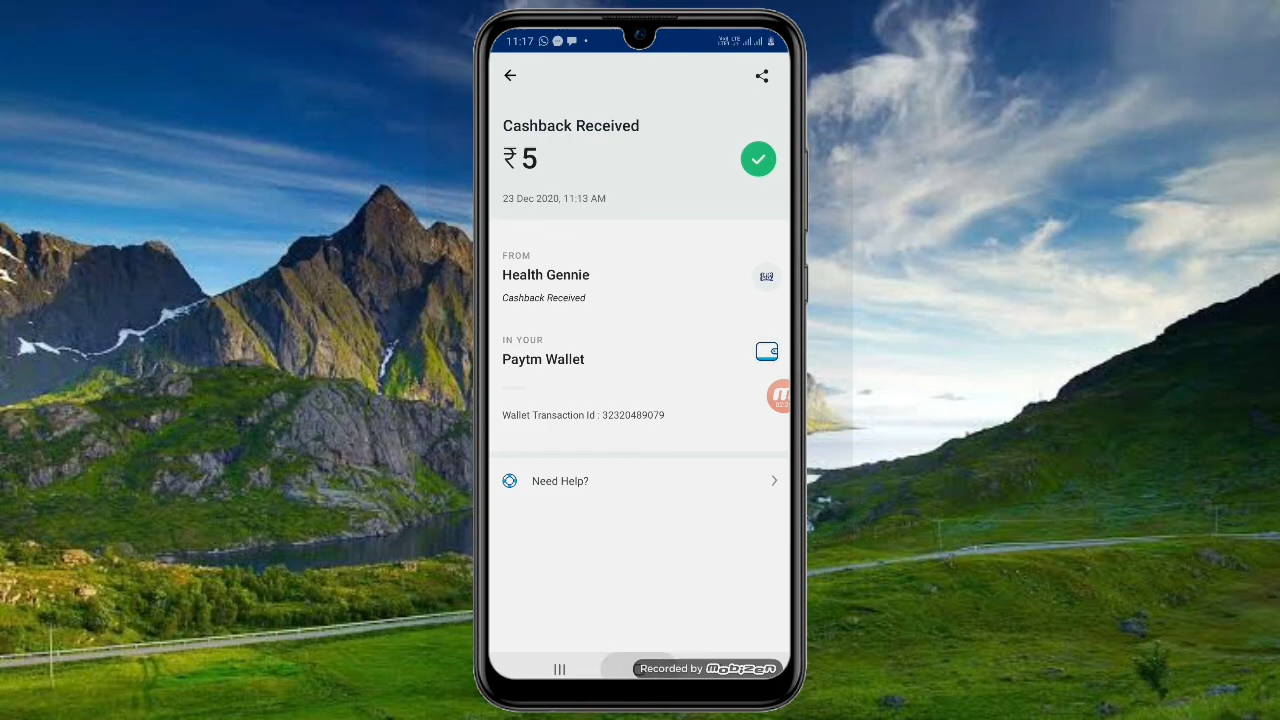 11:17
Cashback Received
₹5
23 Dec 2020, 11:13 AM
FROM
Health Gennie
Cashback Received
IN YOUR
Paytm Wallet
Wallet Transaction Id : 32320489079
Need Help?
Recorded by mobizen